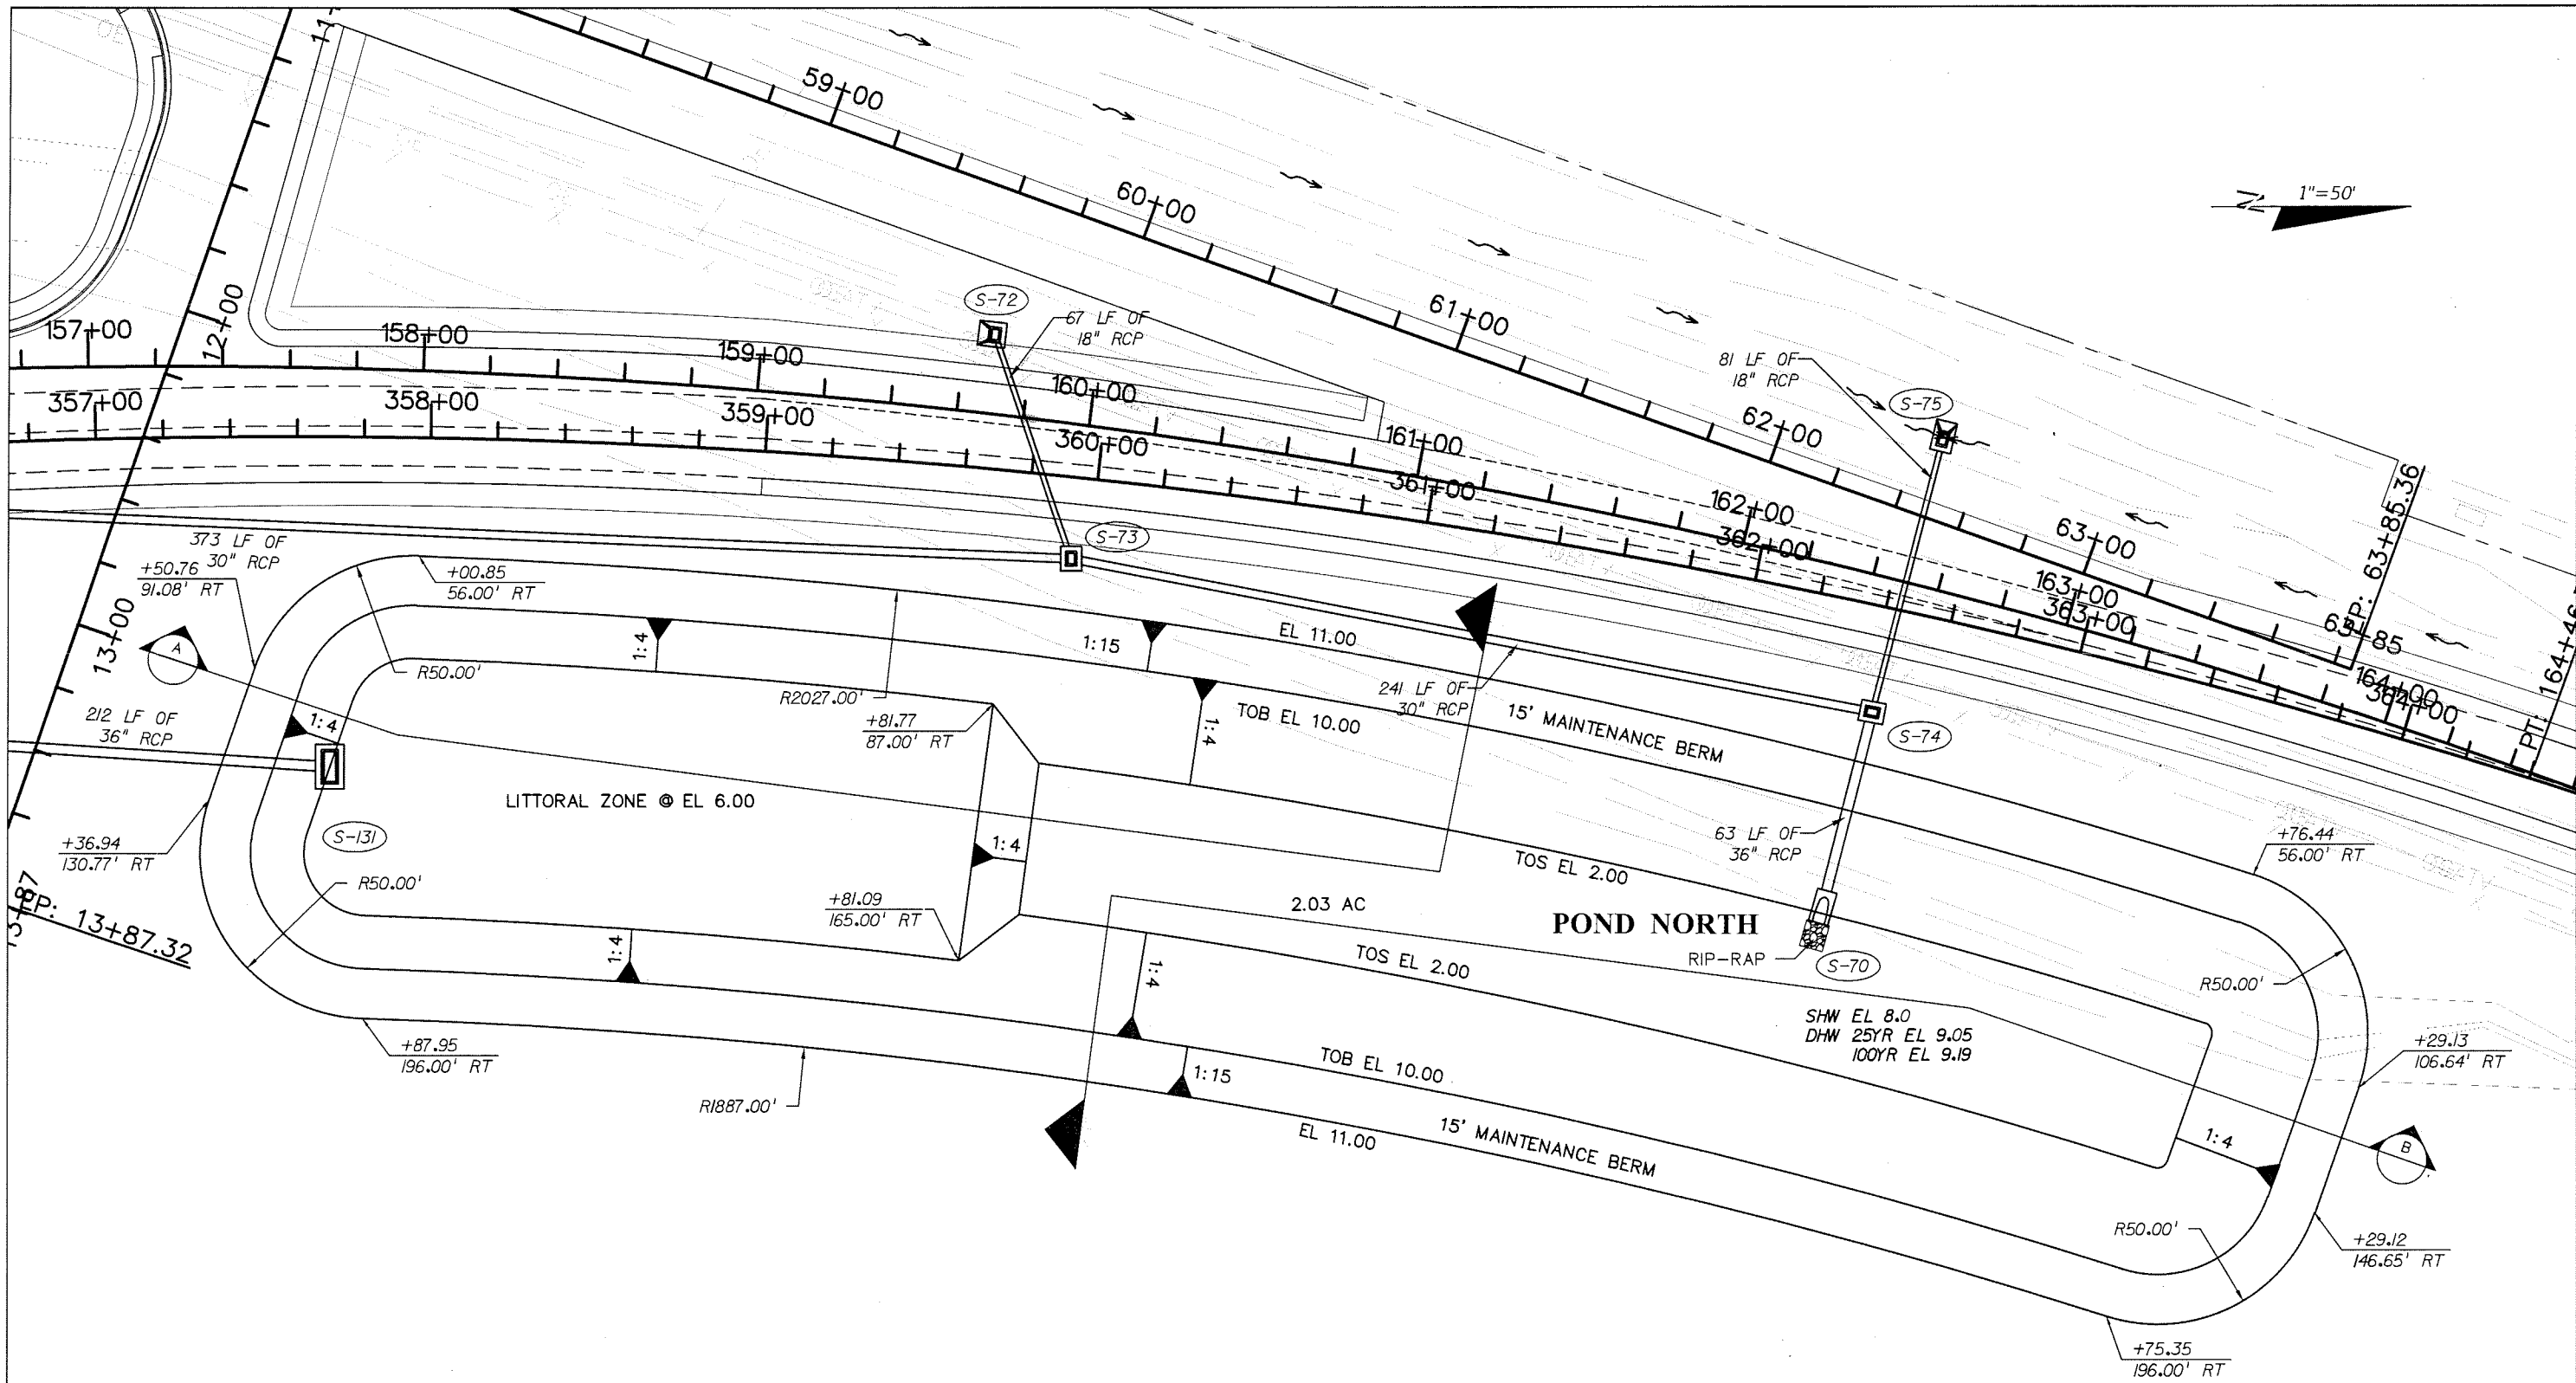 59+00
60+00
61+00
62+00
63+00
63+85
EP: 63+85.36
1"=50'
N
12+00
13+00
EP: 13+87.32
157+00
158+00
159+00
160+00
161+00
162+00
163+00
164+00
357+00
358+00
359+00
360+00
361+00
362+00
363+00
364+00
S-72
67 LF OF
18" RCP
81 LF OF
18" RCP
S-75
S-73
373 LF OF
30" RCP
+50.76
91.08' RT
+00.85
56.00' RT
A
R50.00'
1:4
1:15
EL 11.00
R2027.00'
241 LF OF
30" RCP
TOB EL 10.00
15' MAINTENANCE BERM
S-74
212 LF OF
36" RCP
1:4
+81.77
87.00' RT
1:4
LITTORAL ZONE @ EL 6.00
S-131
1:4
63 LF OF
36" RCP
+76.44
56.00' RT
+36.94
130.77' RT
R50.00'
+81.09
165.00' RT
TOS EL 2.00
2.03 AC
POND NORTH
RIP-RAP
S-70
TOS EL 2.00
1:4
1:4
R50.00'
SHW EL 8.0
DHW 25YR EL 9.05
100YR EL 9.19
+87.95
196.00' RT
+29.13
106.64' RT
TOB EL 10.00
1:15
R1887.00'
EL 11.00
15' MAINTENANCE BERM
1:4
B
R50.00'
+29.12
146.65' RT
+75.35
196.00' RT